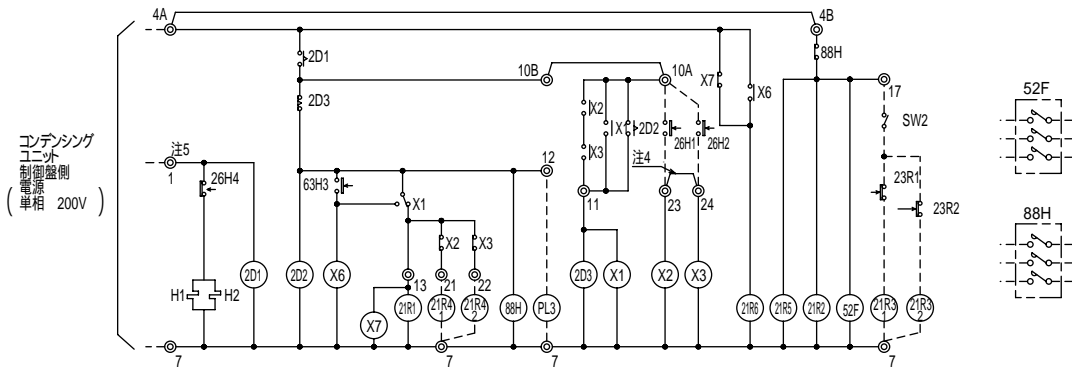 4A
4B
88H
2D1
10B
10A
X7
X6
17
2D3
X2
X1
2D2
26H1
26H2
SW2
52F
X3
注4
コンデンシング
ユニット
制御盤側
電源
単相 200V
注5
1
26H4
63H3
X1
12
11
23
24
23R1
23R2
X2
X3
88H
13
21
22
H1
H2
2D1
2D2
X6
X7
21R1
21R4
1
21R4
2
88H
PL3
2D3
X1
X2
X3
21R6
21R5
21R2
52F
21R3
1
21R3
2
7
7
7
7